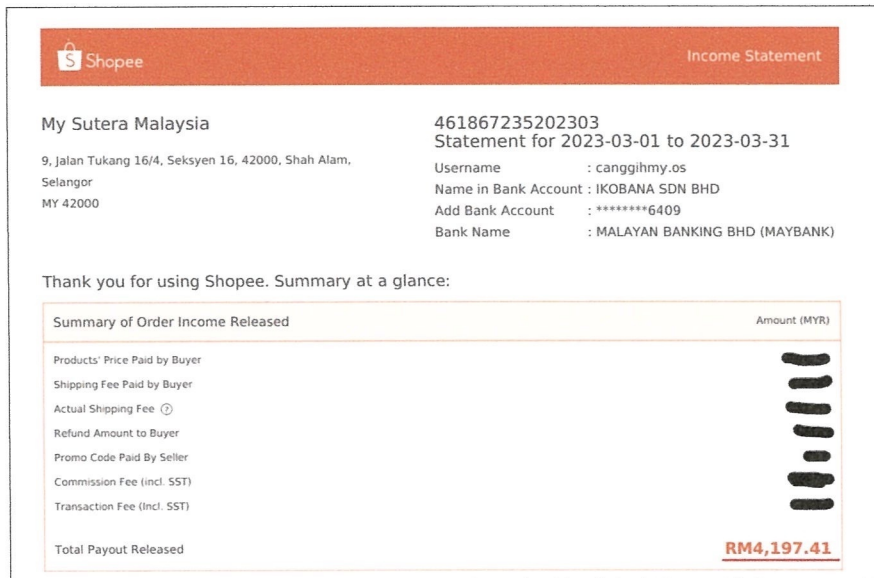 Shopee
Income Statement
My Sutera Malaysia
9, Jalan Tukang 16/4, Seksyen 16, 42000, Shah Alam,
Selangor
MY 42000
461867235202303
Statement for 2023-03-01 to 2023-03-31
Username : canggihmy.os
Name in Bank Account : IKOBANA SDN BHD
Add Bank Account : ********6409
Bank Name : MALAYAN BANKING BHD (MAYBANK)
Thank you for using Shopee. Summary at a glance:
Summary of Order Income Released Amount (MYR)
Products' Price Paid by Buyer
Shipping Fee Paid by Buyer
Actual Shipping Fee ?
Refund Amount to Buyer
Promo Code Paid By Seller
Commission Fee (incl. SST)
Transaction Fee (Incl. SST)
Total Payout Released RM4,197.41